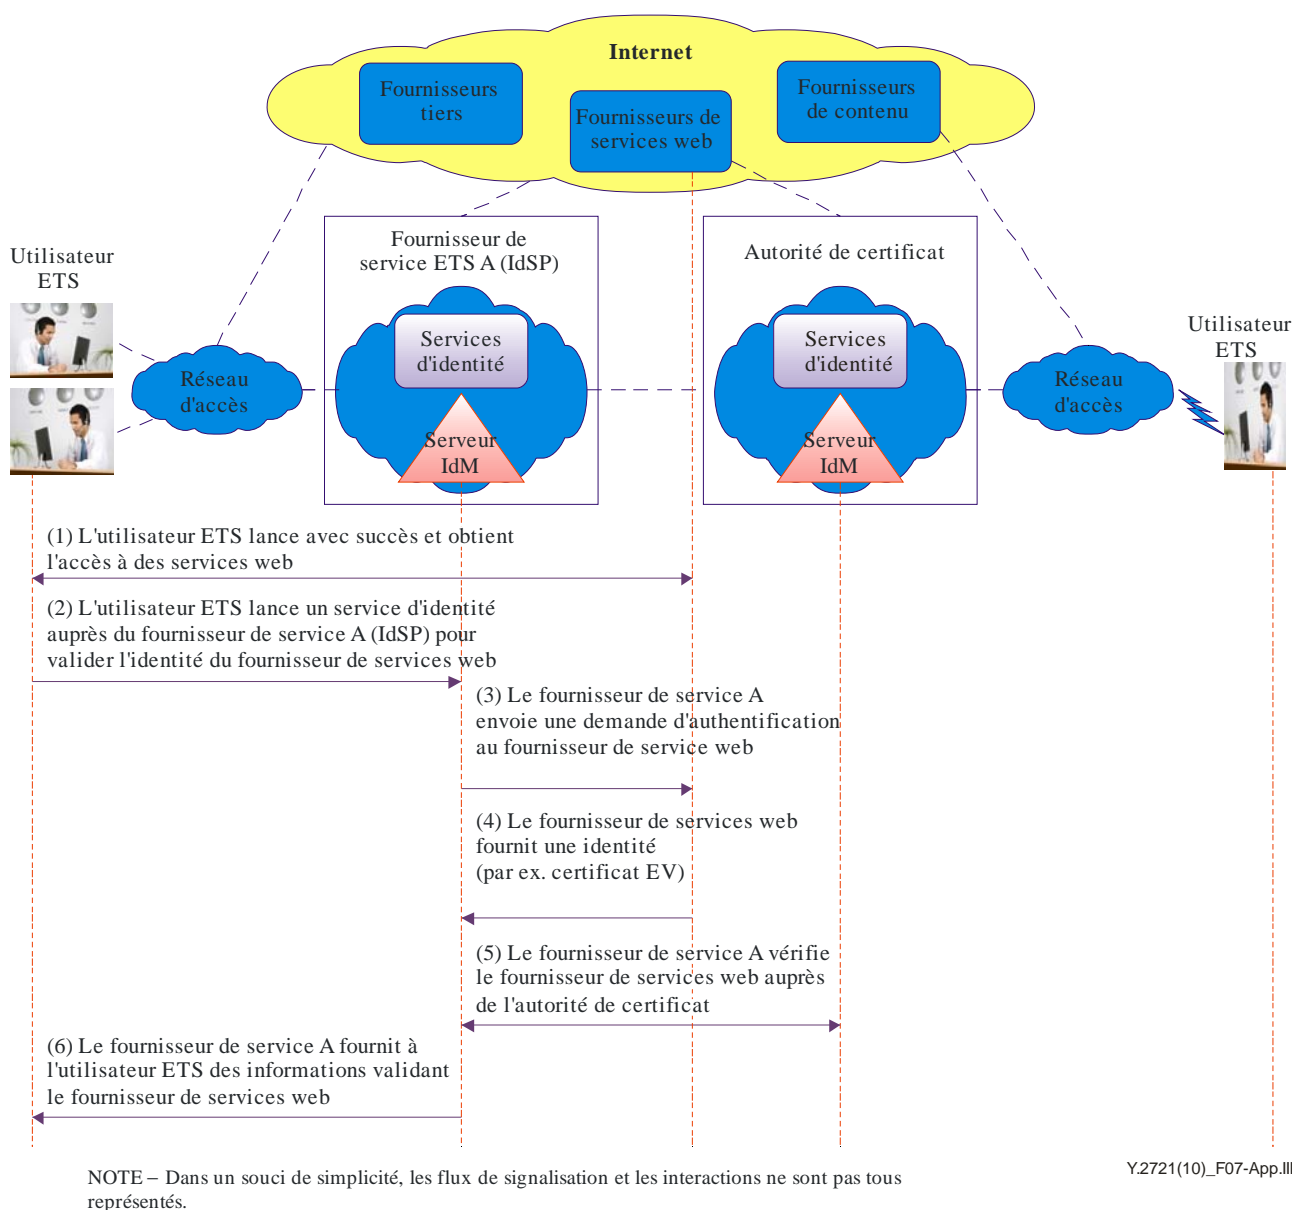 Internet
Fournisseurs
tiers
Fournisseurs de
services web
Fournisseurs
de contenu
Utilisateur
ETS
Fournisseur de
service ETS A (IdSP)
Autorité de certificat
Utilisateur
ETS
Services
d'identité
Services
d'identité
Réseau
d'accès
Réseau
d'accès
Serveur
IdM
Serveur
IdM
(1) L'utilisateur ETS lance avec succès et obtient
l'accès à des services web
(2) L'utilisateur ETS lance un service d'identité
auprès du fournisseur de service A (IdSP) pour
valider l'identité du fournisseur de services web
(3) Le fournisseur de service A
envoie une demande d'authentification
au fournisseur de service web
(4) Le fournisseur de services web
fournit une identité
(par ex. certificat EV)
(5) Le fournisseur de service A vérifie
le fournisseur de services web auprès
de l'autorité de certificat
(6) Le fournisseur de service A fournit à
l'utilisateur ETS des informations validant
le fournisseur de services web
NOTE – Dans un souci de simplicité, les flux de signalisation et les interactions ne sont pas tous
représentés.
Y.2721(10)_F07-App.III